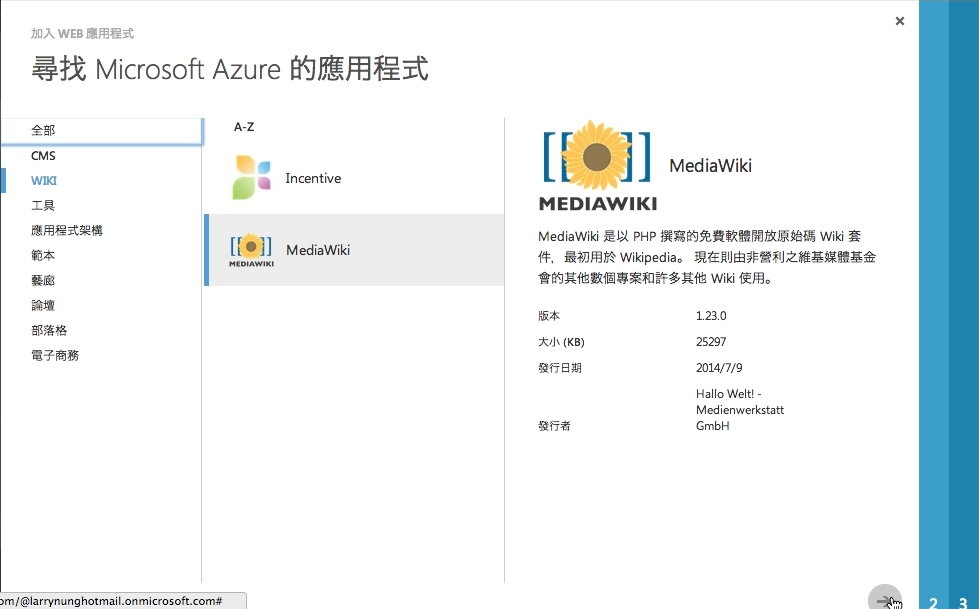 加入 WEB 應用程式
尋找 Microsoft Azure 的應用程式
全部
CMS
WIKI
工具
應用程式架構
範本
藝廊
論壇
部落格
電子商務
A-Z
Incentive
MEDIAWIKI
MediaWiki
MEDIAWIKI
MediaWiki
MediaWiki 是以 PHP 撰寫的免費軟體開放原始碼 Wiki 套
件，最初用於 Wikipedia。 現在則由非營利之維基媒體基金
會的其他數個專案和許多其他 Wiki 使用。
版本 1.23.0
大小 (KB) 25297
發行日期 2014/7/9
Hallo Welt! -
Medienwerkstatt
發行者 GmbH
om/@larrynunghotmail.onmicrosoft.com#
2 3